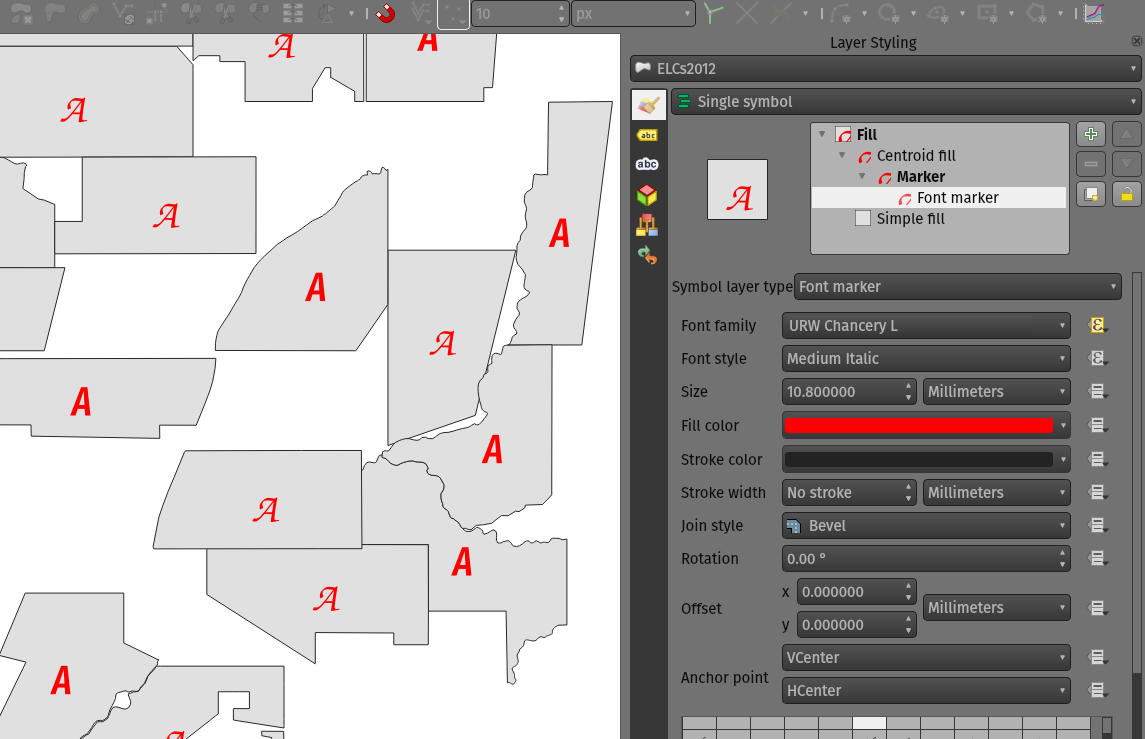 10
px
Layer Styling
ELCs2012
Single symbol
abc
abc
Fill
Centroid fill
Marker
Font marker
Simple fill
A
Symbol layer type Font marker
Font family URW Chancery L
Font style Medium Italic
Size 10.800000 Millimeters
Fill color
Stroke color
Stroke width No stroke Millimeters
Join style Bevel
Rotation 0.00 °
Offset x 0.000000 Millimeters
y 0.000000
Anchor point VCenter
HCenter
A
A
A
A
A
A
A
A
A
A
A
A
A
A